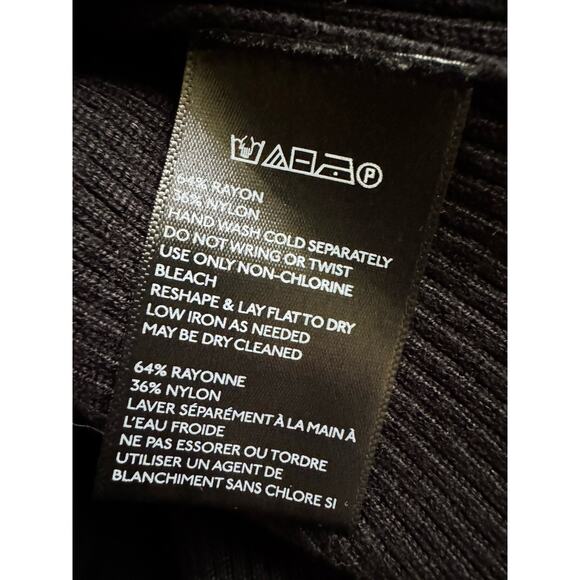 64% RAYON
36% NYLON
HAND WASH COLD SEPARATELY
DO NOT WRING OR TWIST
USE ONLY NON-CHLORINE
BLEACH
RESHAPE & LAY FLAT TO DRY
LOW IRON AS NEEDED
MAY BE DRY CLEANED
64% RAYONNE
36% NYLON
LAVER SÉPARÉMENT À LA MAIN À
L'EAU FROIDE
NE PAS ESSORER OU TORDRE
UTILISER UN AGENT DE
BLANCHIMENT SANS CHLORE SI